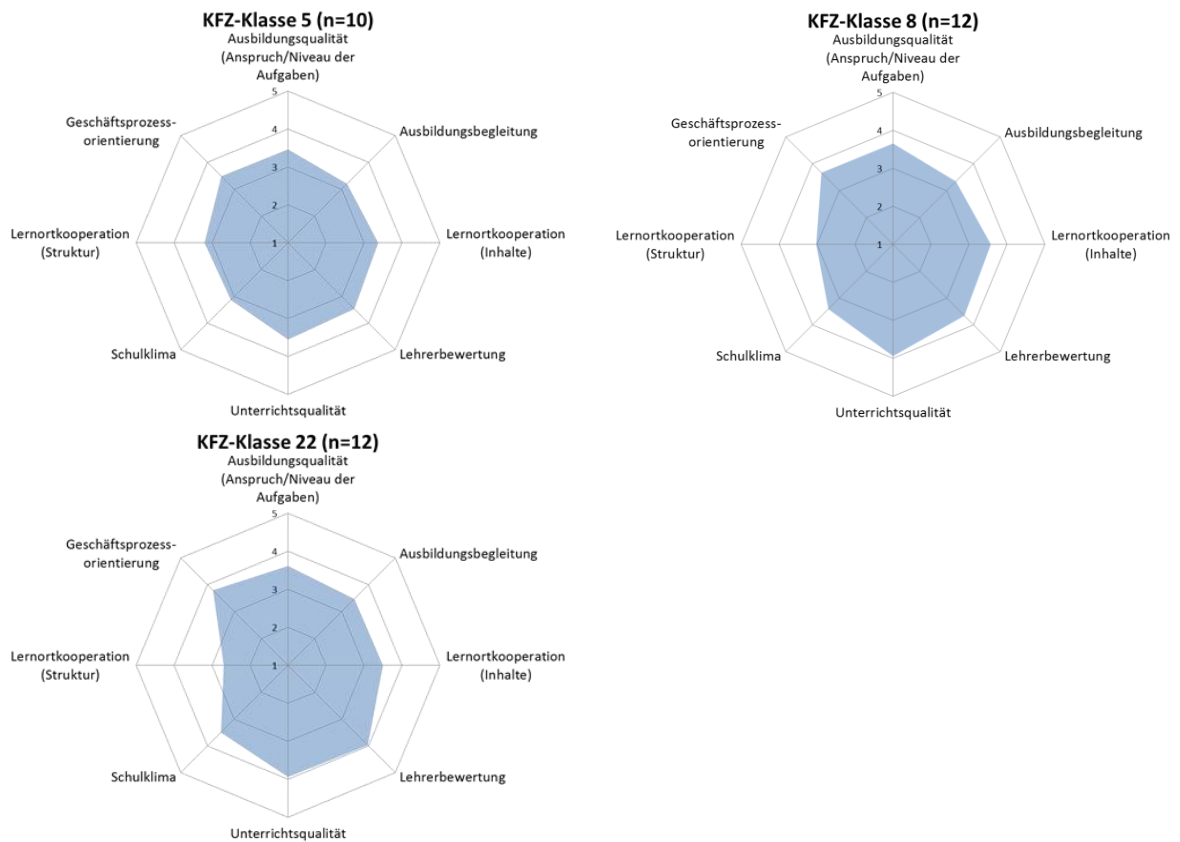 KFZ-Klasse 5 (n=10)
Ausbildungsqualität
(Anspruch/Niveau der
Aufgaben)
5
4
3
2
1
Geschäftsprozess-
orientierung
Ausbildungsbegleitung
Lernortkooperation
(Struktur)
Lernortkooperation
(Inhalte)
Schulklima
Lehrerbewertung
Unterrichtsqualität
KFZ-Klasse 8 (n=12)
Ausbildungsqualität
(Anspruch/Niveau der
Aufgaben)
5
4
3
2
1
Geschäftsprozess-
orientierung
Ausbildungsbegleitung
Lernortkooperation
(Struktur)
Lernortkooperation
(Inhalte)
Schulklima
Lehrerbewertung
Unterrichtsqualität
KFZ-Klasse 22 (n=12)
Ausbildungsqualität
(Anspruch/Niveau der
Aufgaben)
5
4
3
2
1
Geschäftsprozess-
orientierung
Ausbildungsbegleitung
Lernortkooperation
(Struktur)
Lernortkooperation
(Inhalte)
Schulklima
Lehrerbewertung
Unterrichtsqualität